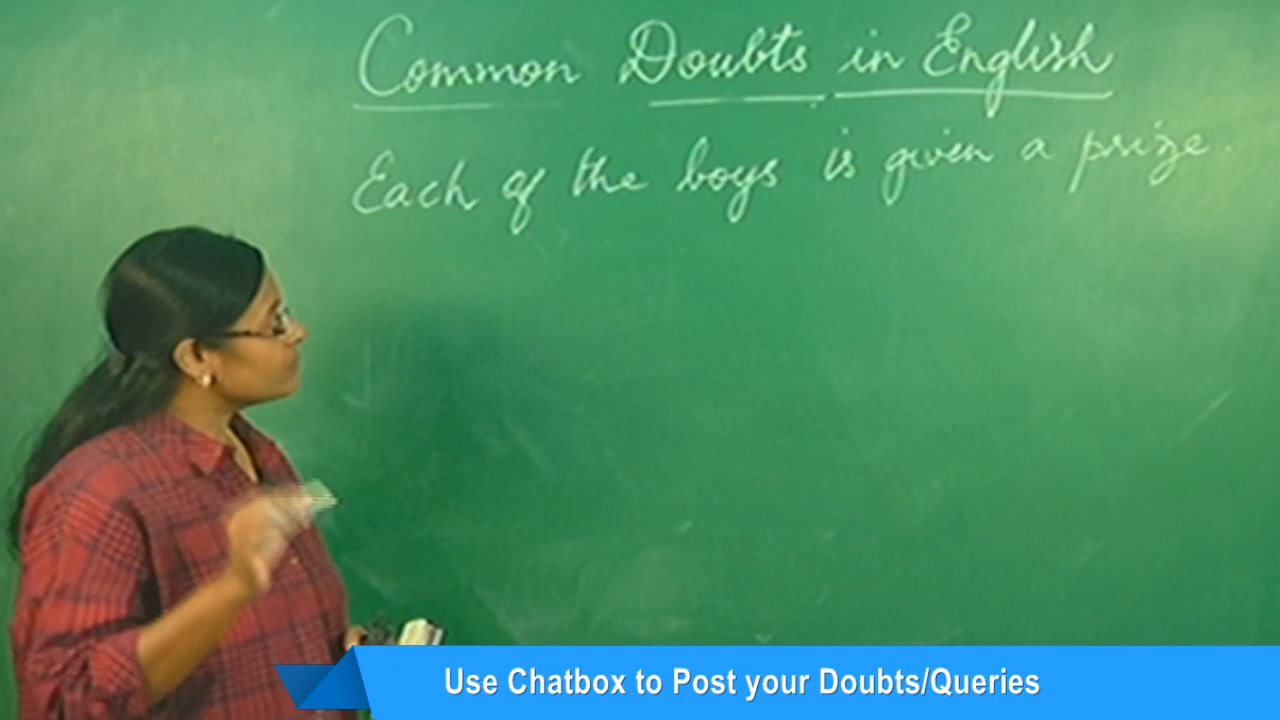 Common Doubts in English
Each of the boys is given a prize.
Use Chatbox to Post your Doubts/Queries